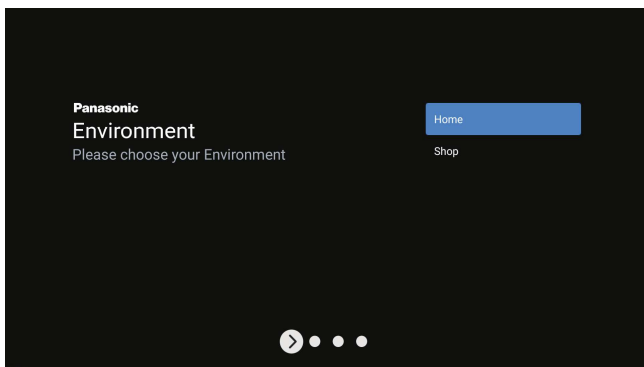 Panasonic
Environment
Please choose your Environment
Home
Shop